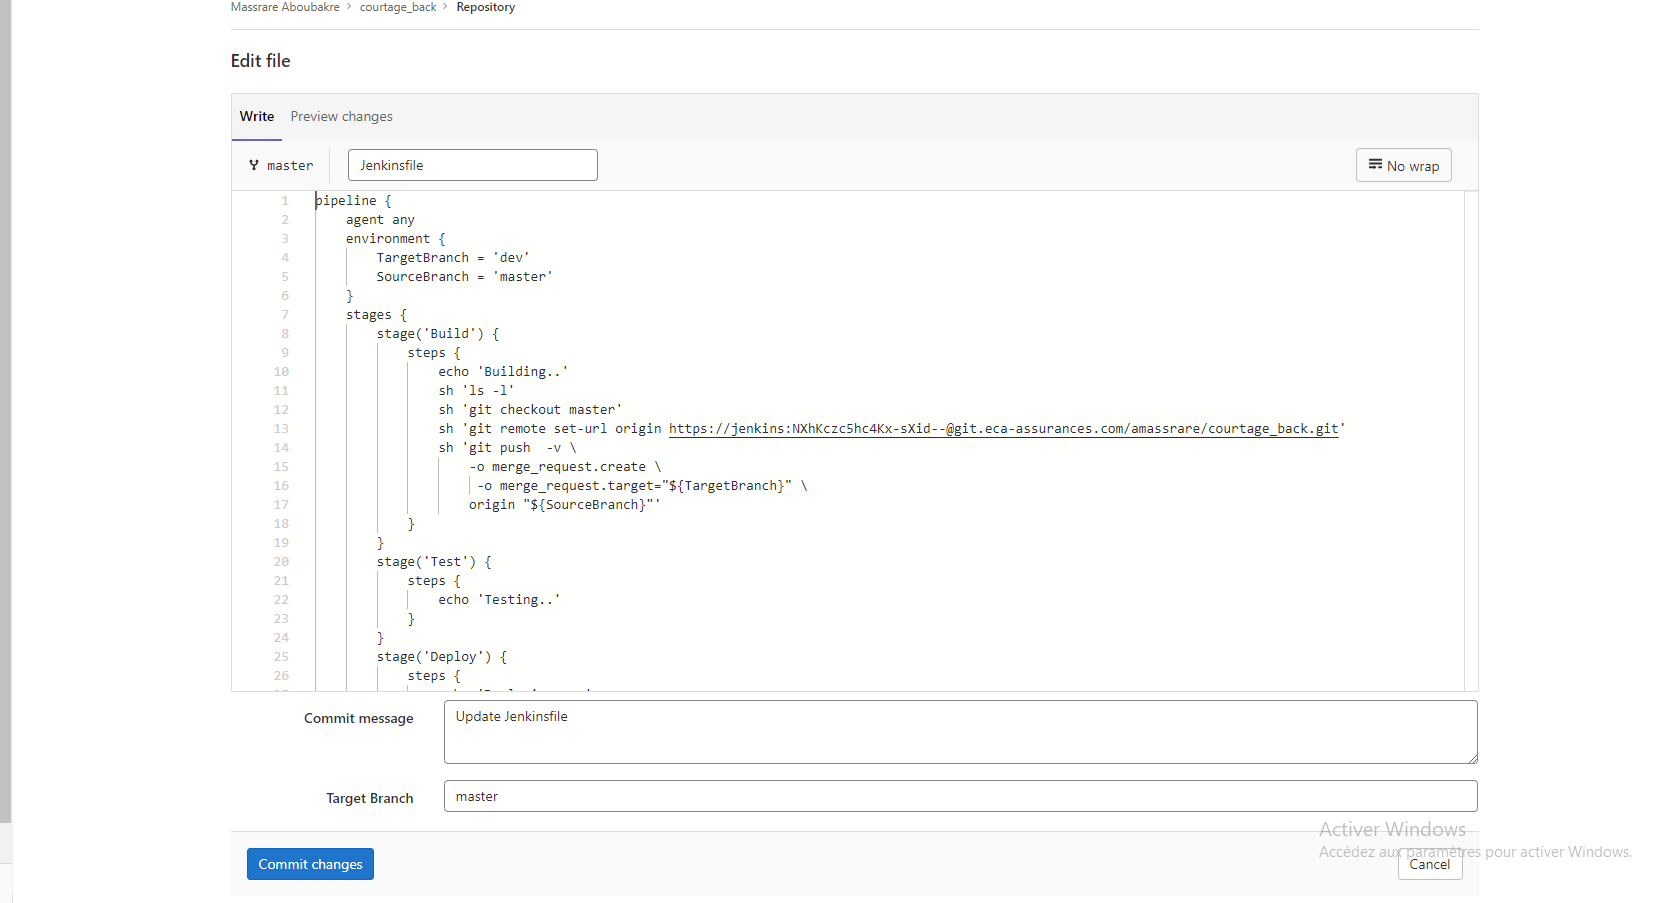 Massrare Aboubakre > courtage_back > Repository
Edit file
Write Preview changes
master Jenkinsfile No wrap
1 pipeline {
2 agent any
3 environment {
4 TargetBranch = 'dev'
5 SourceBranch = 'master'
6 }
7 stages {
8 stage('Build') {
9 steps {
10 echo 'Building..'
11 sh 'ls -l'
12 sh 'git checkout master'
13 sh 'git remote set-url origin https://jenkins:NXhKczc5hc4Kx-sXid--@git.eca-assurances.com/amassrare/courtage_back.git'
14 sh 'git push  -v \
15 -o merge_request.create \
16 -o merge_request.target="${TargetBranch}" \
17 origin "${SourceBranch}"'
18 }
19 }
20 stage('Test') {
21 steps {
22 echo 'Testing..'
23 }
24 }
25 stage('Deploy') {
26 steps {
Commit message Update Jenkinsfile
Target Branch master
Activer Windows
Accédez aux paramètres pour activer Windows.
Commit changes Cancel